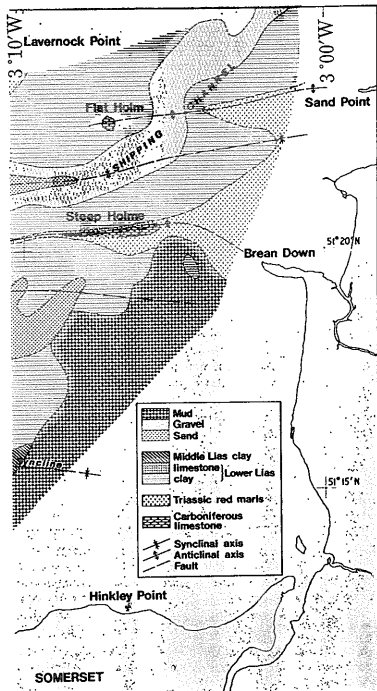 3°10'W
Lavernock Point
3°00'W
Flat Holm
CHANNEL
Sand Point
SHIPPING
Steep Holme
51°20'N
Brean Down
Mud
Gravel
Sand
Middle Lias clay
limestone
clay
Lower Lias
Triassic red marls
Carboniferous
limestone
Synclinal axis
Anticlinal axis
Fault
Syncline
51°15'N
Hinkley Point
SOMERSET